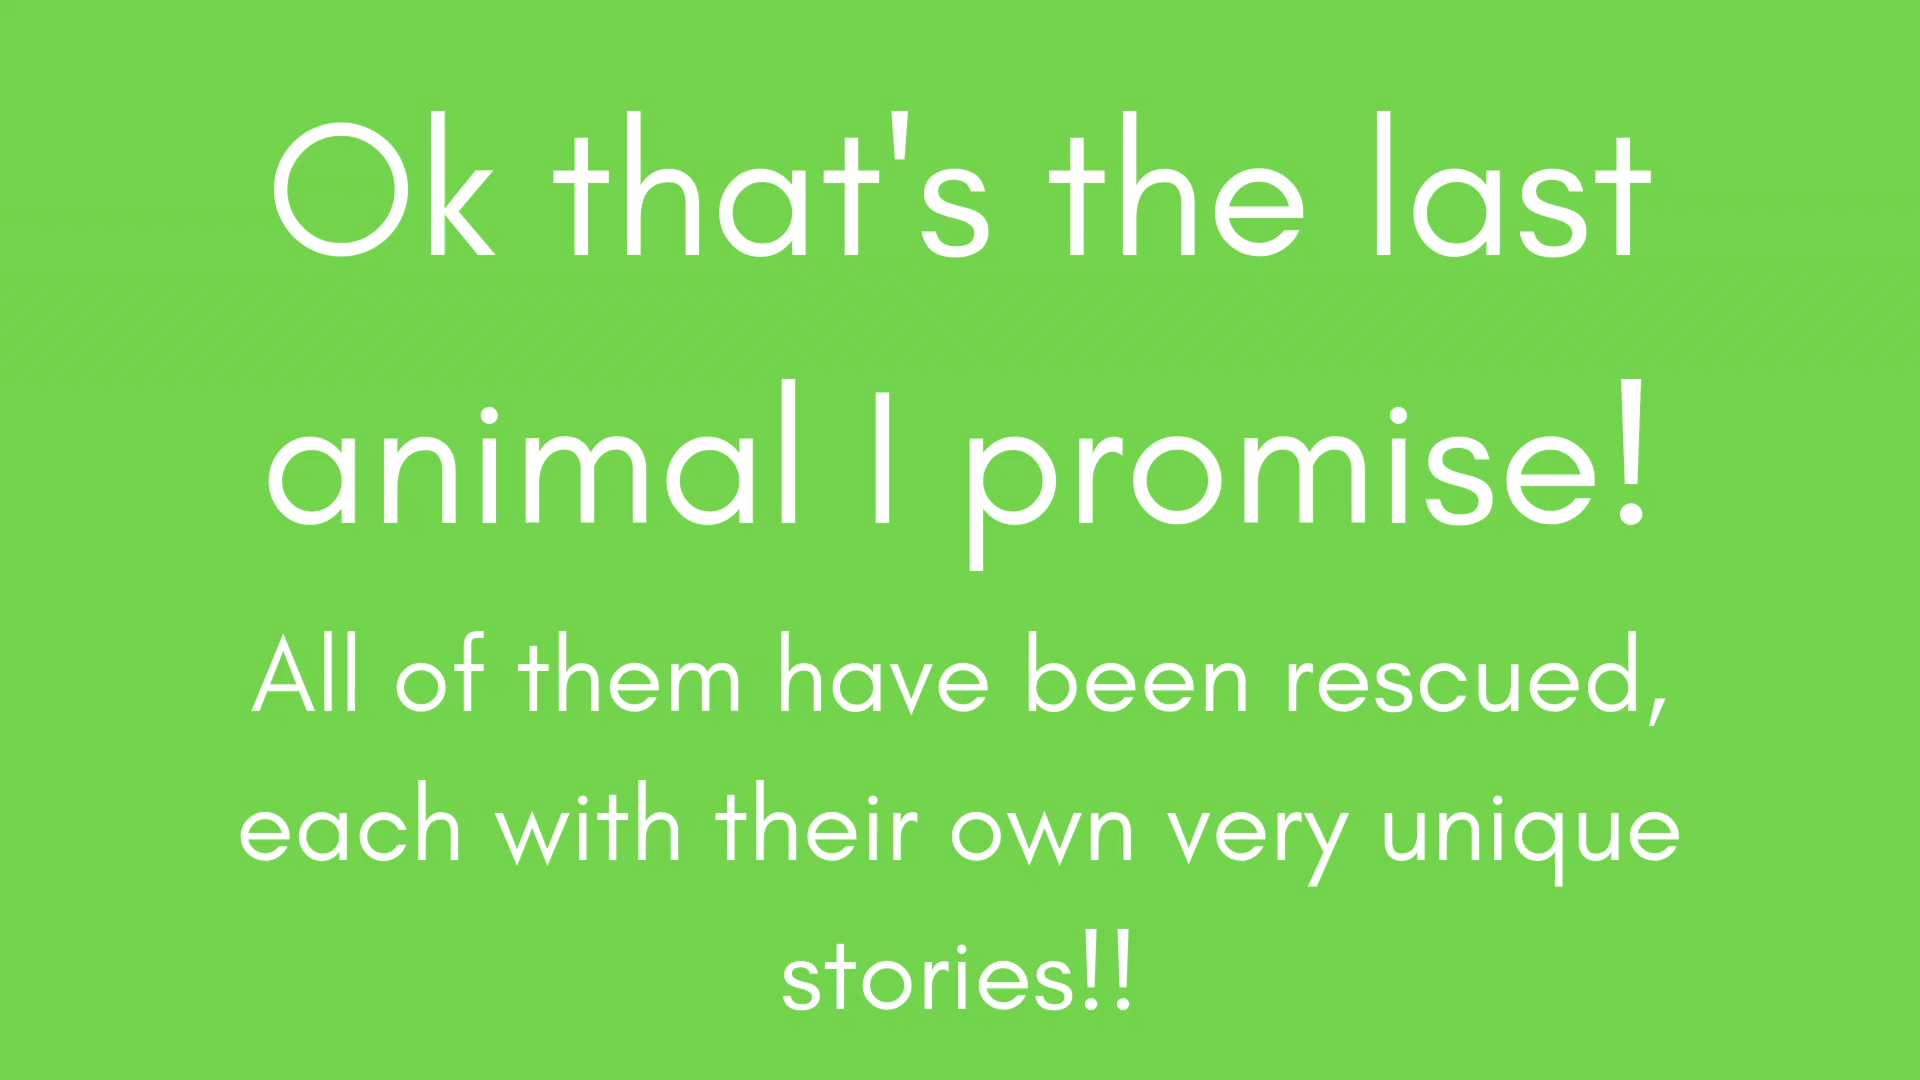 Ok that's the last
animal I promise!
All of them have been rescued,
each with their own very unique
stories!!